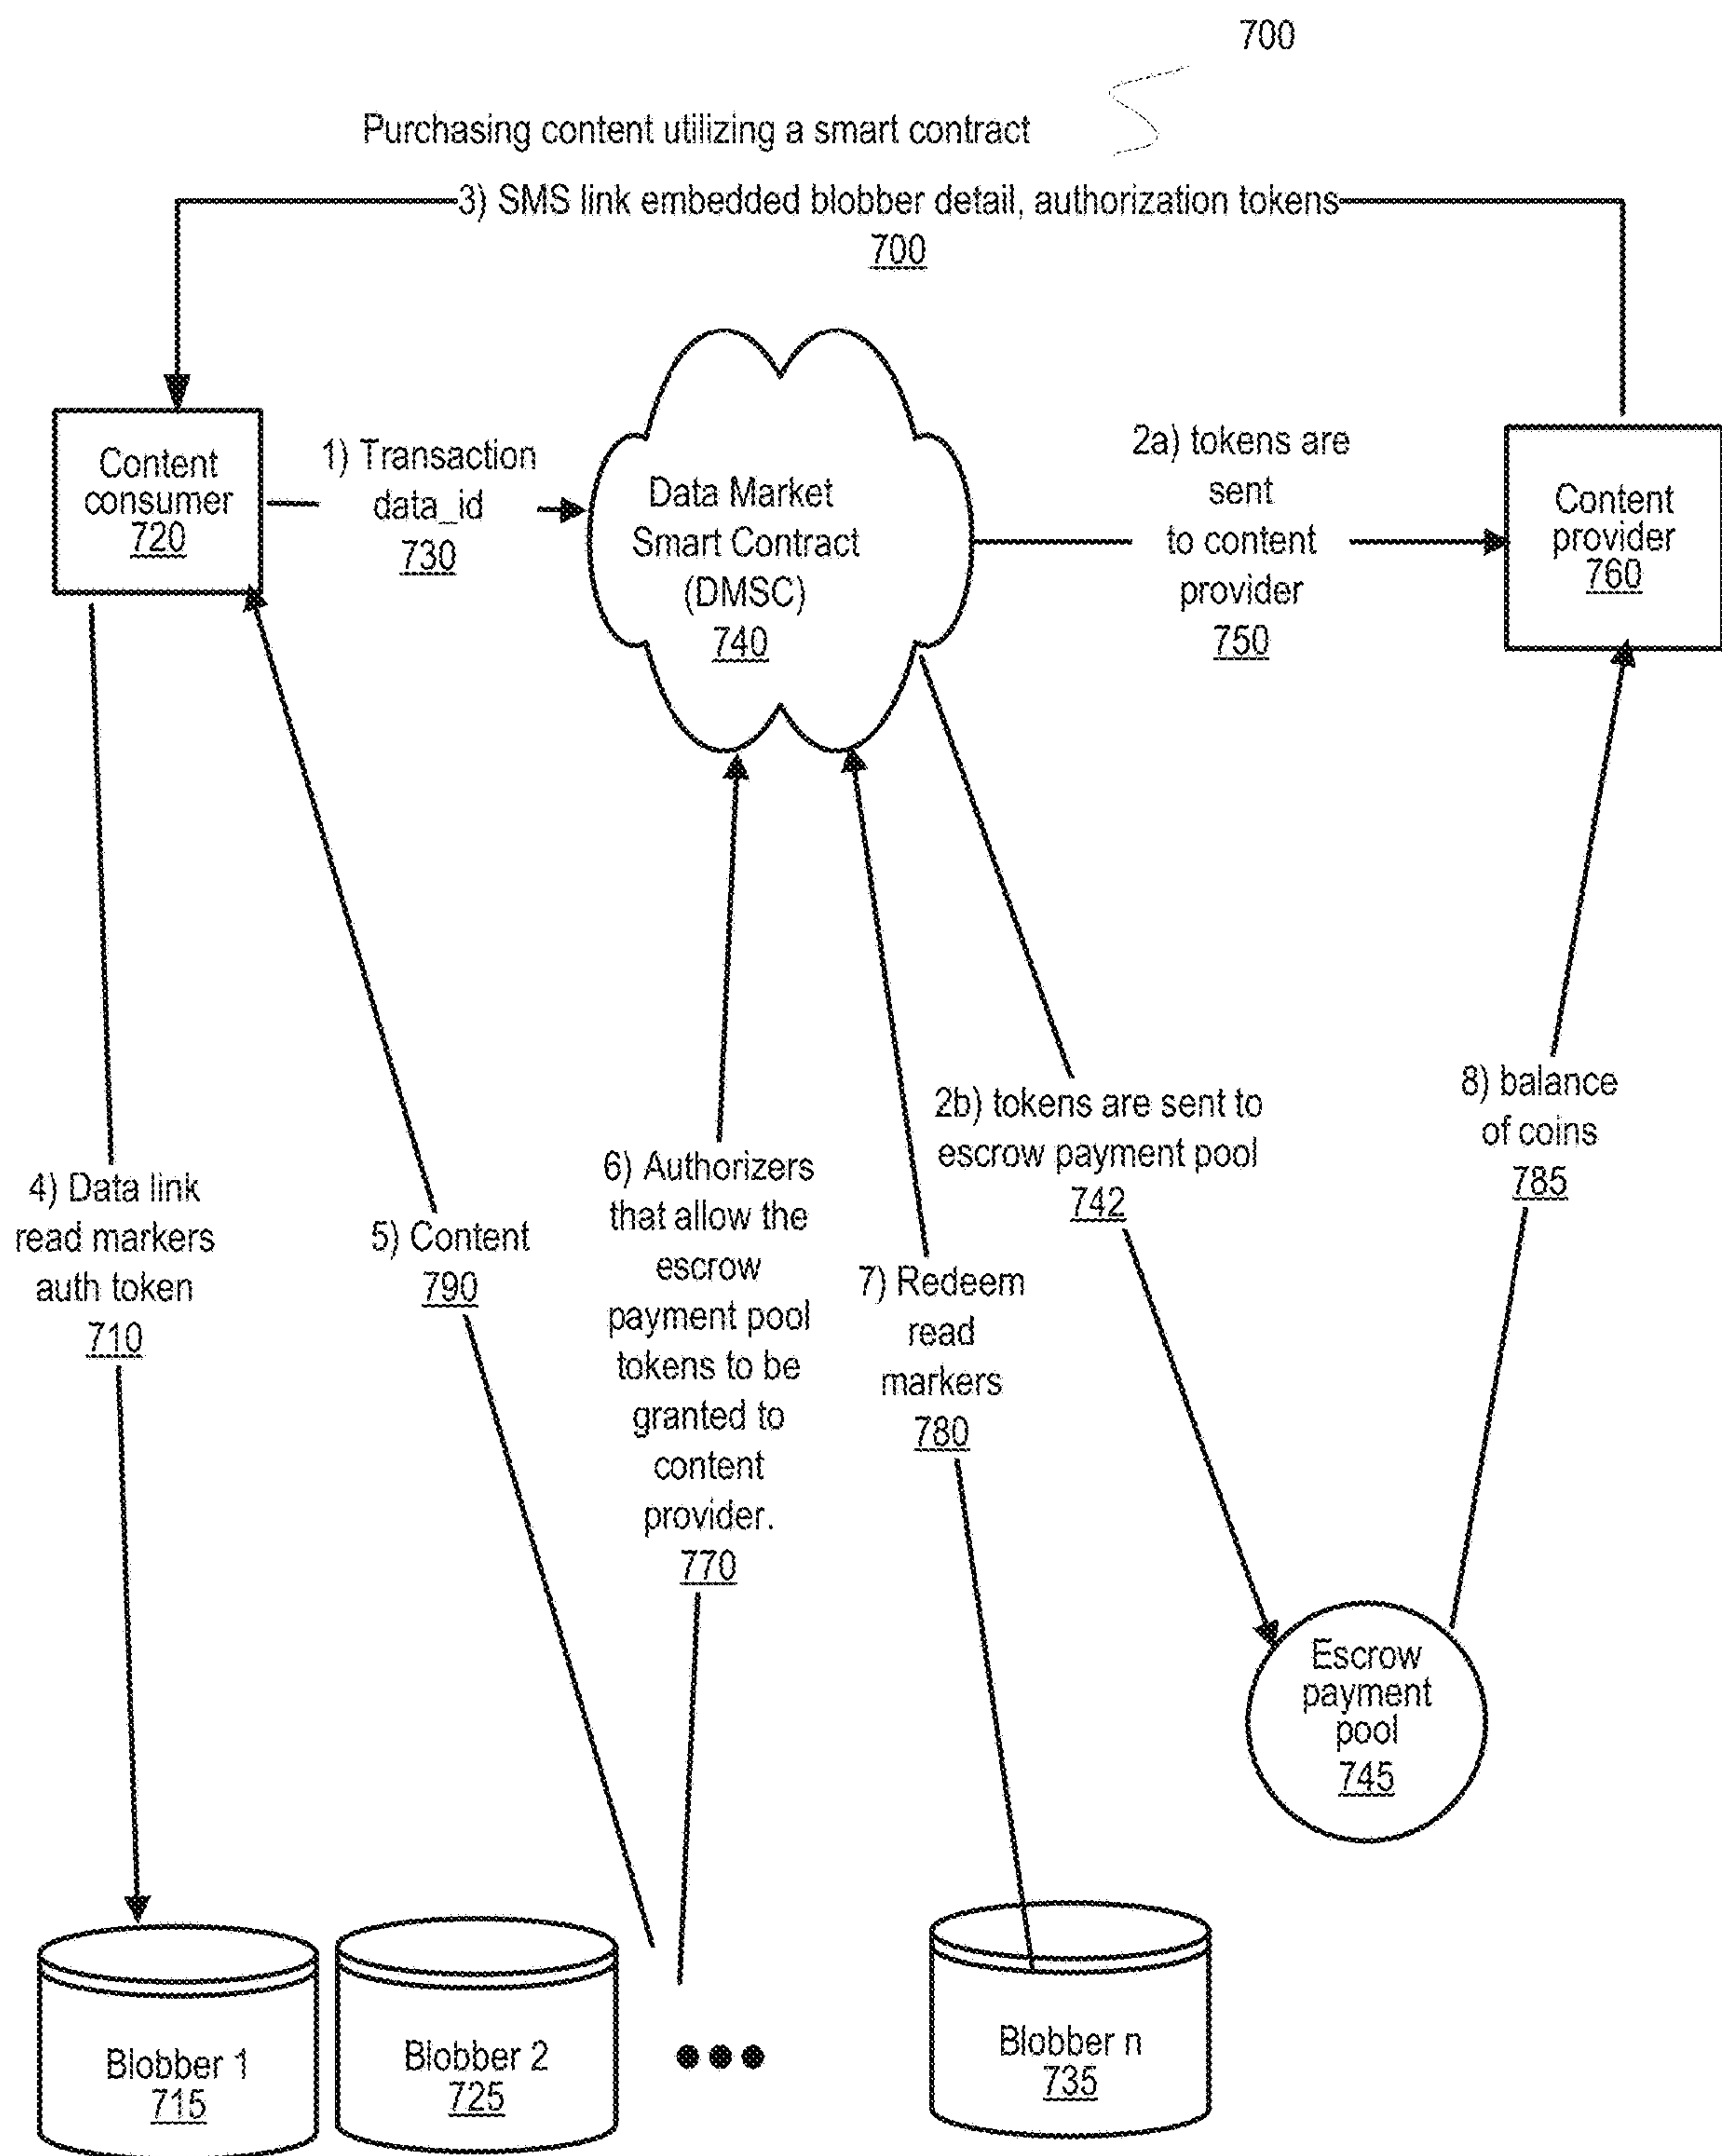 700
Purchasing content utilizing a smart contract
3) SMS link embedded blobber detail, authorization tokens
700
Content
consumer
720
1) Transaction
data_id
730
Data Market
Smart Contract
(DMSC)
740
2a) tokens are
sent
to content
provider
750
Content
provider
760
4) Data link
read markers
auth token
710
5) Content
790
6) Authorizers
that allow the
escrow
payment pool
tokens to be
granted to
content
provider.
770
7) Redeem
read
markers
780
2b) tokens are sent to
escrow payment pool
742
8) balance
of coins
785
Escrow
payment
pool
745
Blobber 1
715
Blobber 2
725
Blobber n
735